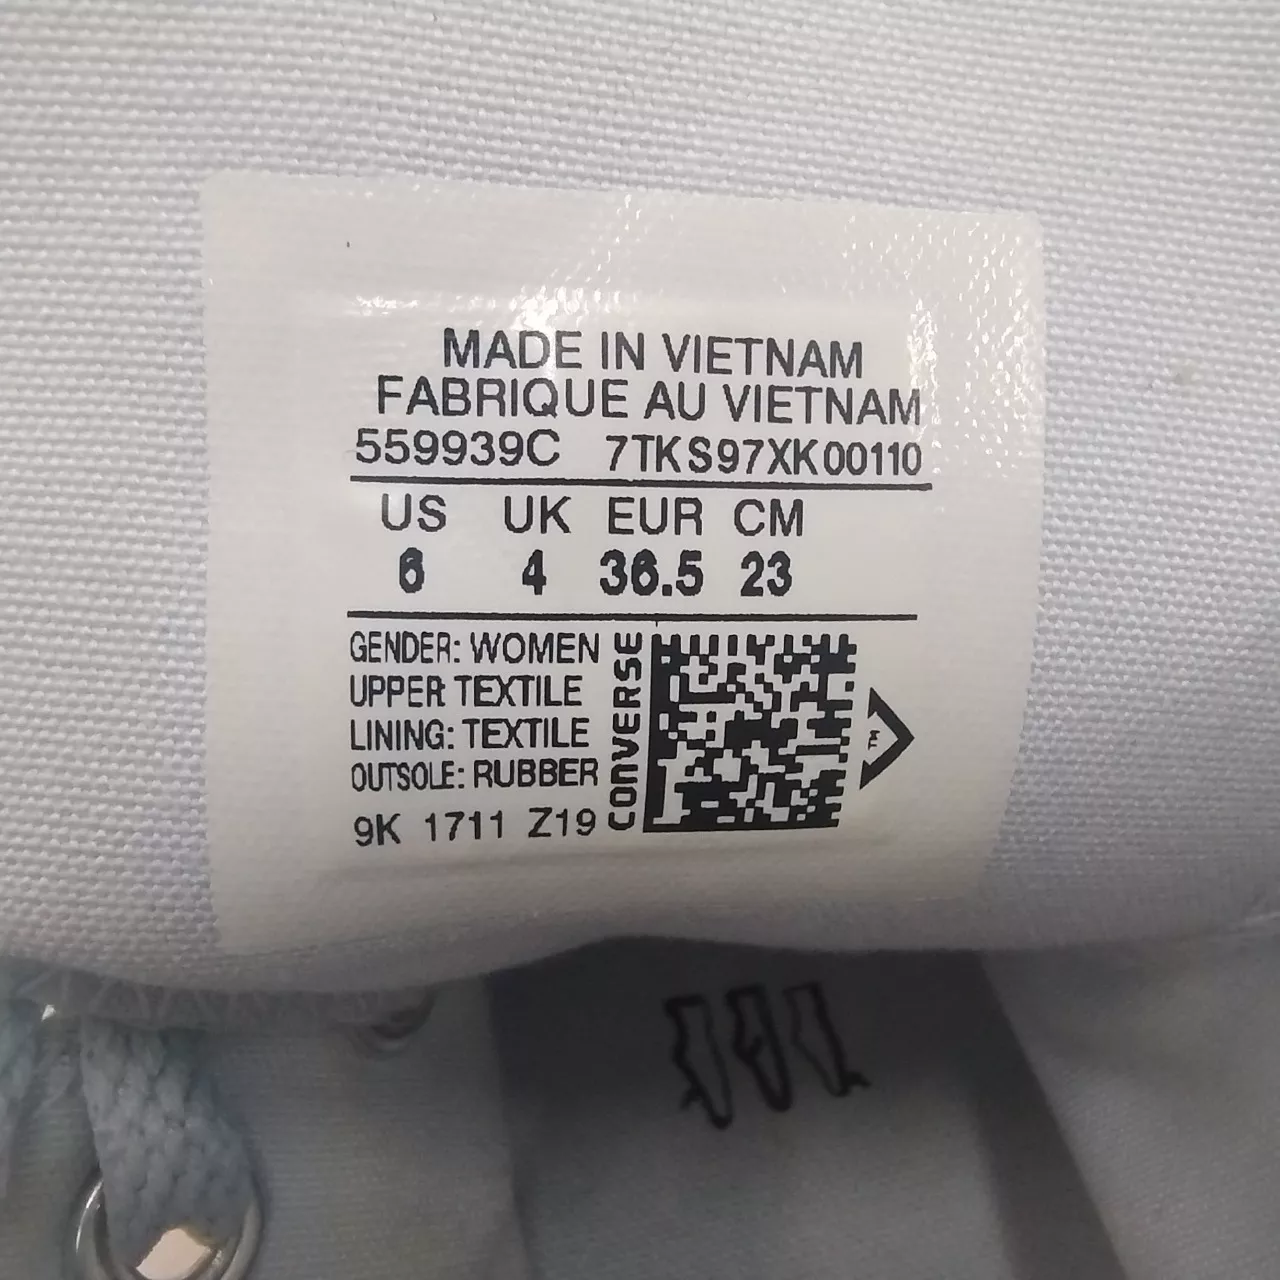 MADE IN VIETNAM
FABRIQUE AU VIETNAM
559939C 7TKS97XK00110
US UK EUR CM
6 4 36.5 23
GENDER: WOMEN
UPPER: TEXTILE
LINING: TEXTILE
OUTSOLE: RUBBER
9K 1711 Z19
CONVERSE
TM